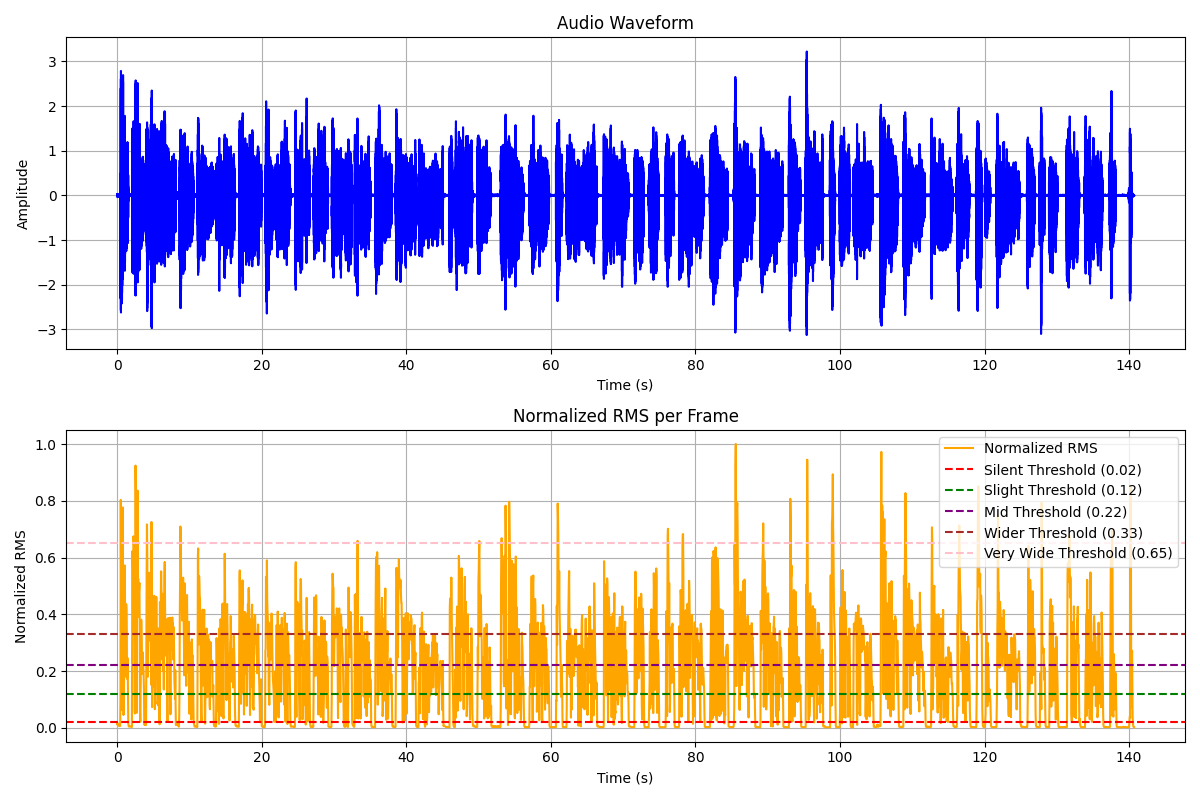 Audio Waveform
Amplitude
3
2
1
0
−1
−2
−3
0 20 40 60 80 100 120 140
Time (s)
Normalized RMS per Frame
Normalized RMS
1.0
0.8
0.6
0.4
0.2
0.0
Normalized RMS
Silent Threshold (0.02)
Slight Threshold (0.12)
Mid Threshold (0.22)
Wider Threshold (0.33)
Very Wide Threshold (0.65)
0 20 40 60 80 100 120 140
Time (s)